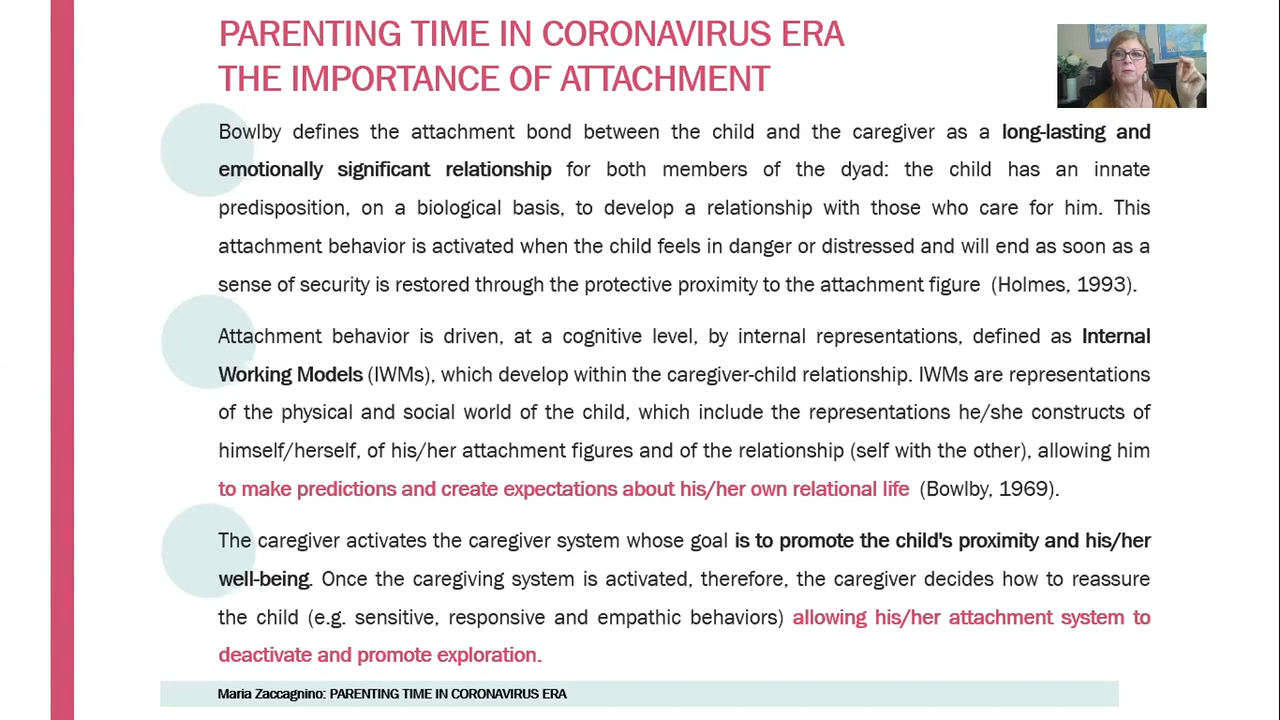 PARENTING TIME IN CORONAVIRUS ERA
THE IMPORTANCE OF ATTACHMENT
Bowlby defines the attachment bond between the child and the caregiver as a long-lasting and
emotionally significant relationship for both members of the dyad: the child has an innate
predisposition, on a biological basis, to develop a relationship with those who care for him. This
attachment behavior is activated when the child feels in danger or distressed and will end as soon as a
sense of security is restored through the protective proximity to the attachment figure (Holmes, 1993).
Attachment behavior is driven, at a cognitive level, by internal representations, defined as Internal
Working Models (IWMs), which develop within the caregiver-child relationship. IWMs are representations
of the physical and social world of the child, which include the representations he/she constructs of
himself/herself, of his/her attachment figures and of the relationship (self with the other), allowing him
to make predictions and create expectations about his/her own relational life (Bowlby, 1969).
The caregiver activates the caregiver system whose goal is to promote the child's proximity and his/her
well-being. Once the caregiving system is activated, therefore, the caregiver decides how to reassure
the child (e.g. sensitive, responsive and empathic behaviors) allowing his/her attachment system to
deactivate and promote exploration.
Maria Zaccagnino: PARENTING TIME IN CORONAVIRUS ERA